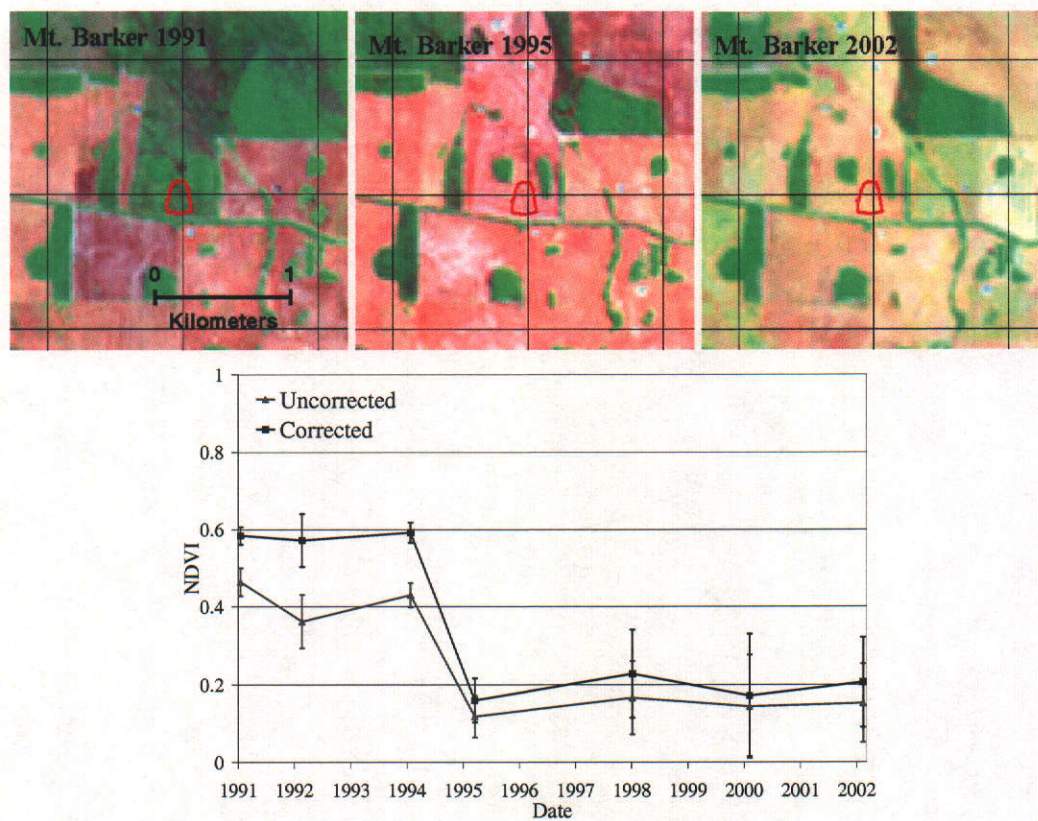 Mt. Barker 1991
Mt. Barker 1995
Mt. Barker 2002
0 1
Kilometers
1
0.8
0.6
0.4
0.2
0
NDVI
Uncorrected
Corrected
1991 1992 1993 1994 1995 1996 1997 1998 1999 2000 2001 2002
Date